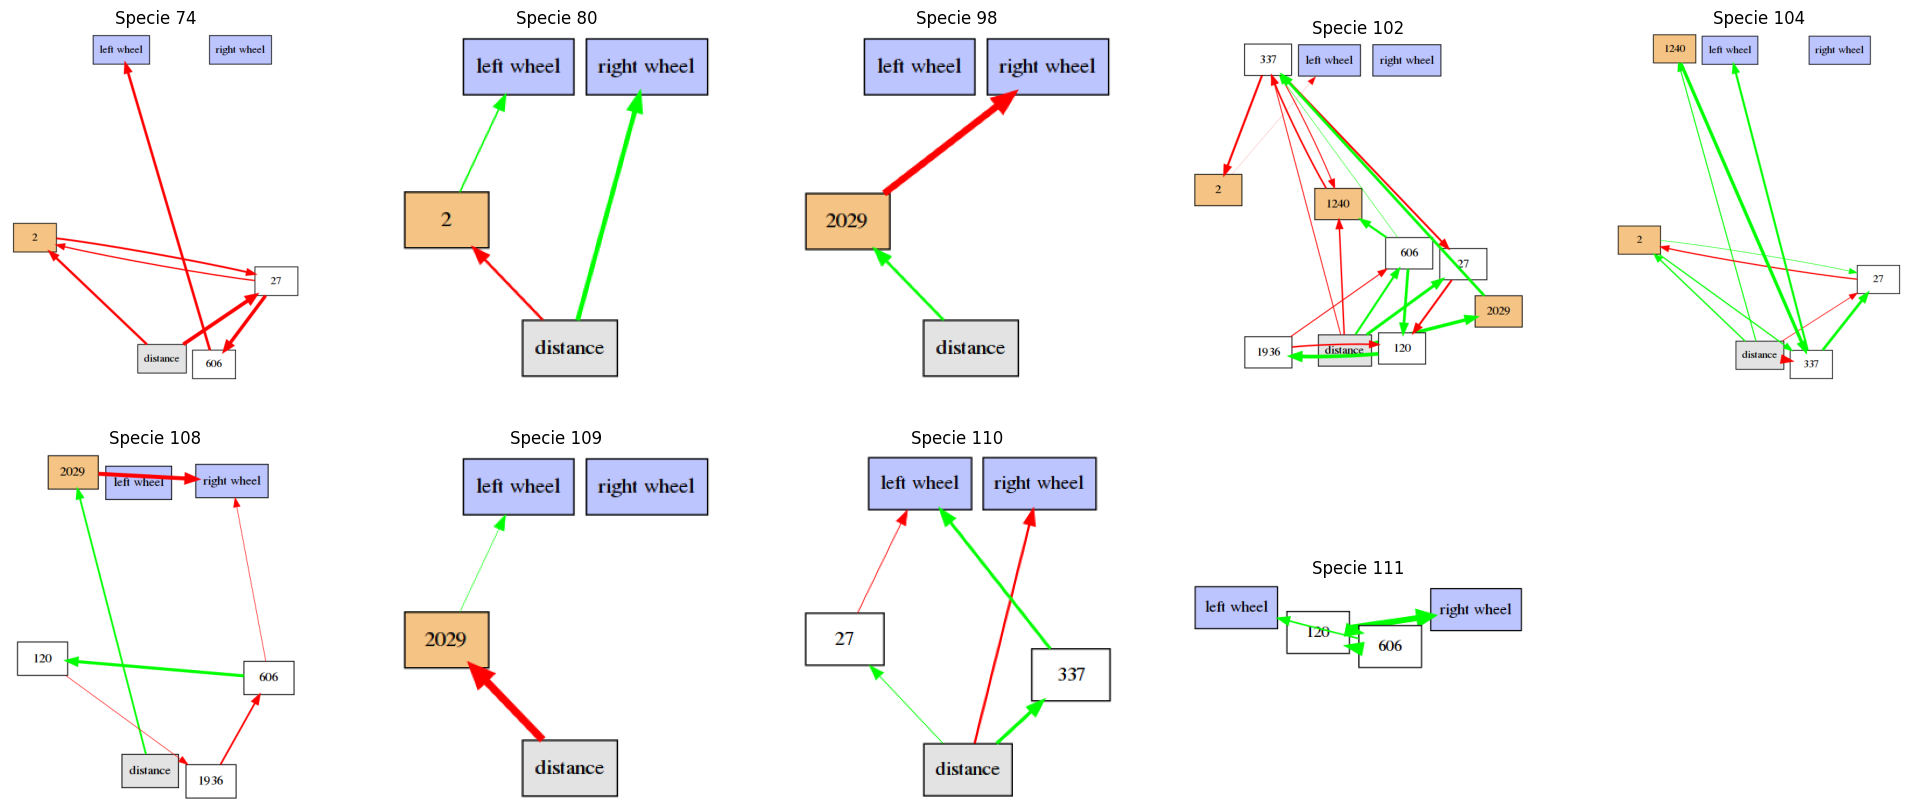 Specie 74
left wheel
right wheel
2
27
distance
606
Specie 80
left wheel
right wheel
2
distance
Specie 98
left wheel
right wheel
2029
distance
Specie 102
337
left wheel
right wheel
2
1240
606
27
2029
1936
distance
120
Specie 104
1240
left wheel
right wheel
2
27
distance
337
Specie 108
2029
left wheel
right wheel
120
606
distance
1936
Specie 109
left wheel
right wheel
2029
distance
Specie 110
left wheel
right wheel
27
337
distance
Specie 111
left wheel
120
606
right wheel